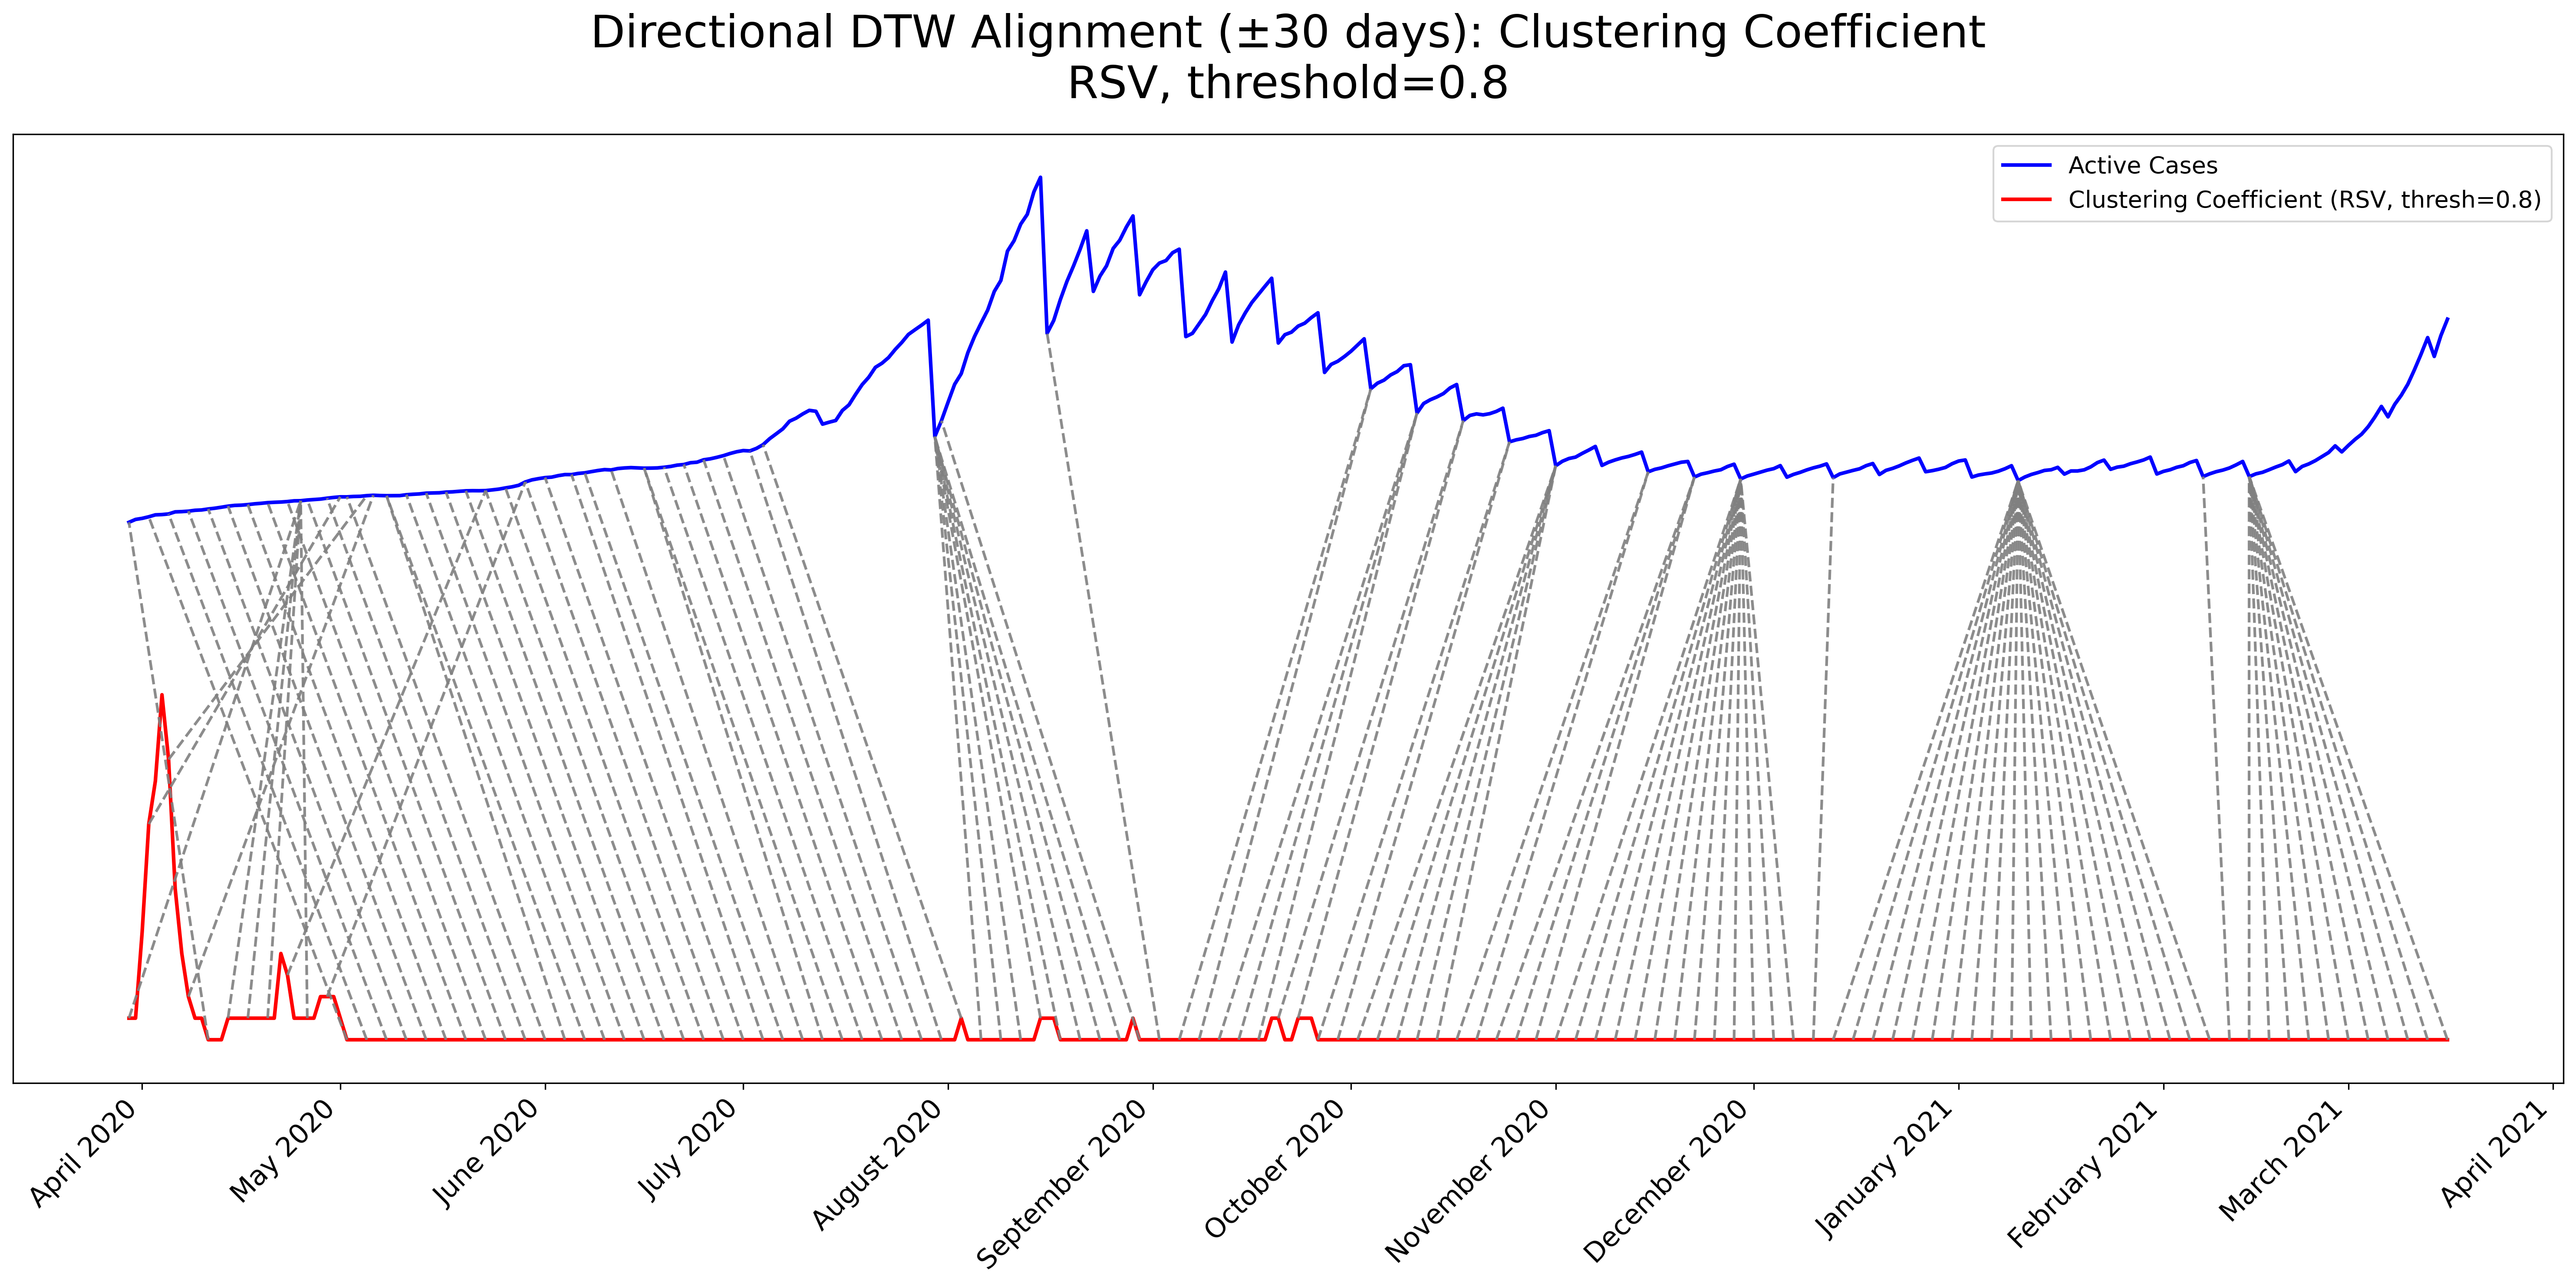 Directional DTW Alignment (±30 days): Clustering Coefficient
RSV, threshold=0.8
Active Cases
Clustering Coefficient (RSV, thresh=0.8)
April 2020
May 2020
June 2020
July 2020
August 2020
September 2020
October 2020
November 2020
December 2020
January 2021
February 2021
March 2021
April 2021